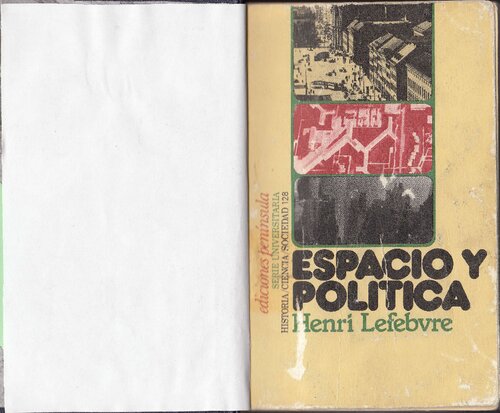 ediciones península
SERIE UNIVERSITARIA
HISTORIA/CIENCIA/SOCIEDAD 128
ESPACIO Y
POLITICA
Henri Lefebvre